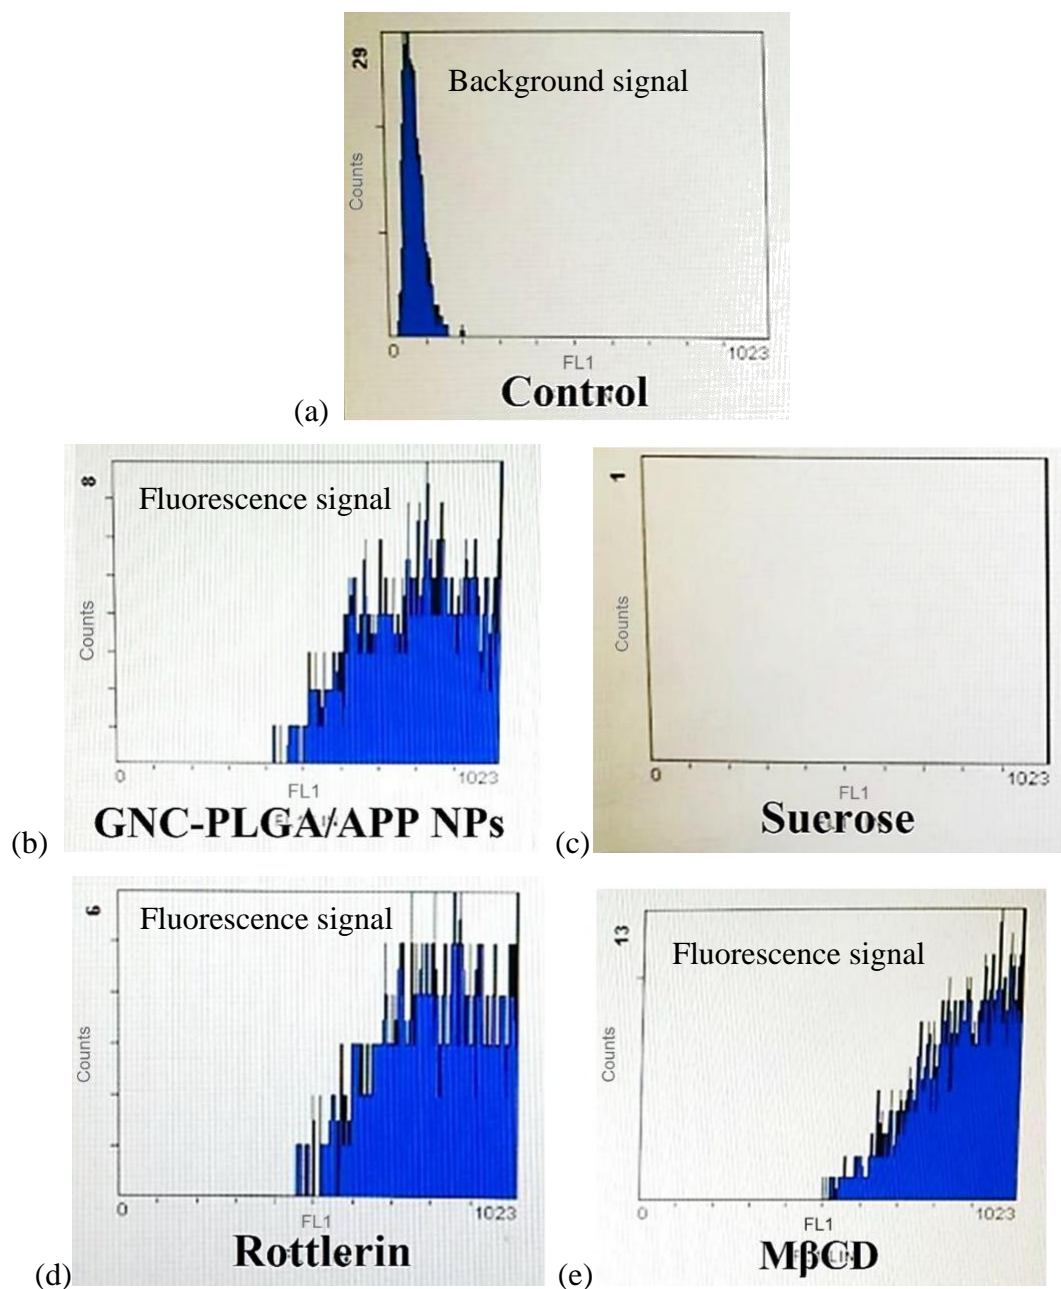 29
Background signal
Counts
0
1023
FL1
Control
(a)
8
Fluorescence signal
Counts
0
1023
FL1
GNC-PLGA/APP NPs
(b)
1
Counts
0
1023
FL1
Sucrose
(c)
6
Fluorescence signal
Counts
0
1023
FL1
Rottlerin
(d)
13
Fluorescence signal
Counts
0
1023
FL1
MβCD
(e)